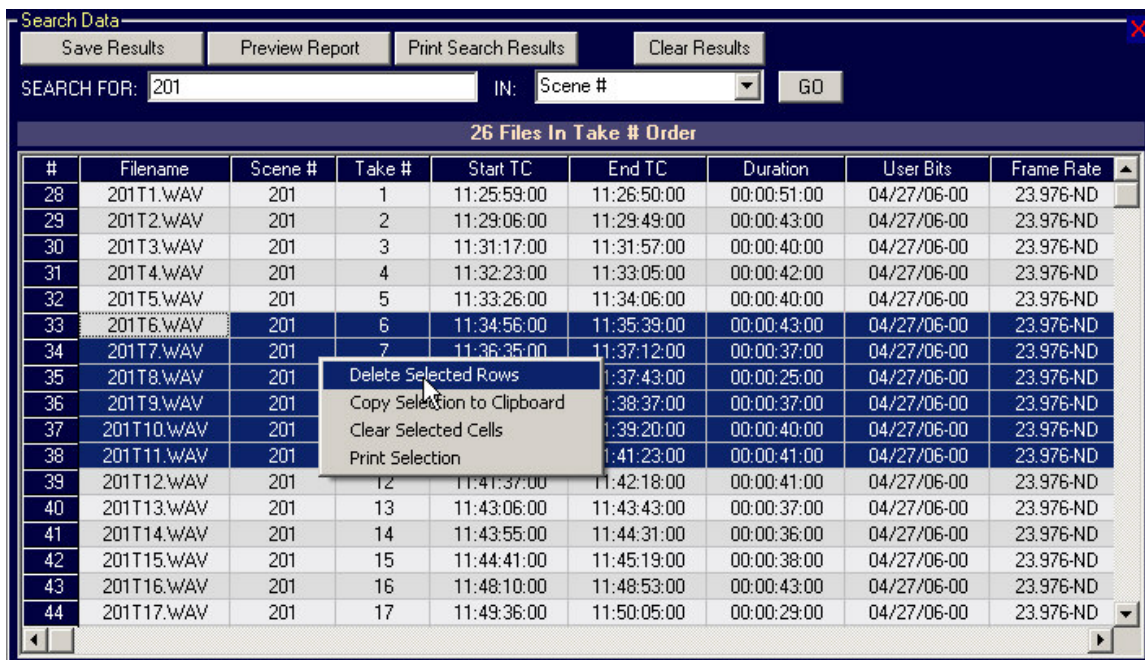 Search Data
Save Results Preview Report Print Search Results Clear Results
SEARCH FOR: 201 IN: Scene # GO
26 Files In Take # Order
# Filename Scene # Take # Start TC End TC Duration User Bits Frame Rate
28 201T1.WAV 201 1 11:25:59:00 11:26:50:00 00:00:51:00 04/27/06-00 23.976-ND
29 201T2.WAV 201 2 11:29:06:00 11:29:49:00 00:00:43:00 04/27/06-00 23.976-ND
30 201T3.WAV 201 3 11:31:17:00 11:31:57:00 00:00:40:00 04/27/06-00 23.976-ND
31 201T4.WAV 201 4 11:32:23:00 11:33:05:00 00:00:42:00 04/27/06-00 23.976-ND
32 201T5.WAV 201 5 11:33:26:00 11:34:06:00 00:00:40:00 04/27/06-00 23.976-ND
33 201T6.WAV 201 6 11:34:56:00 11:35:39:00 00:00:43:00 04/27/06-00 23.976-ND
34 201T7.WAV 201 7 11:36:35:00 11:37:12:00 00:00:37:00 04/27/06-00 23.976-ND
35 201T8.WAV 201 Delete Selected Rows 1:37:43:00 00:00:25:00 04/27/06-00 23.976-ND
36 201T9.WAV 201 Copy Selection to Clipboard 1:38:37:00 00:00:37:00 04/27/06-00 23.976-ND
37 201T10.WAV 201 Clear Selected Cells 1:39:20:00 00:00:40:00 04/27/06-00 23.976-ND
38 201T11.WAV 201 Print Selection 1:41:23:00 00:00:41:00 04/27/06-00 23.976-ND
39 201T12.WAV 201 12 11:41:37:00 11:42:18:00 00:00:41:00 04/27/06-00 23.976-ND
40 201T13.WAV 201 13 11:43:06:00 11:43:43:00 00:00:37:00 04/27/06-00 23.976-ND
41 201T14.WAV 201 14 11:43:55:00 11:44:31:00 00:00:36:00 04/27/06-00 23.976-ND
42 201T15.WAV 201 15 11:44:41:00 11:45:19:00 00:00:38:00 04/27/06-00 23.976-ND
43 201T16.WAV 201 16 11:48:10:00 11:48:53:00 00:00:43:00 04/27/06-00 23.976-ND
44 201T17.WAV 201 17 11:49:36:00 11:50:05:00 00:00:29:00 04/27/06-00 23.976-ND